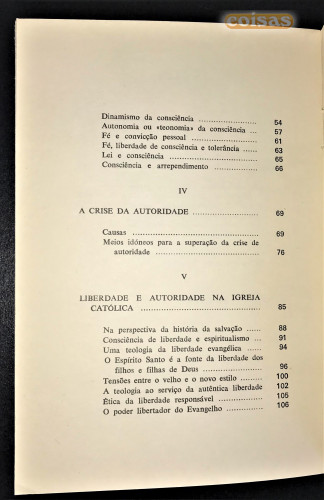 coisas
Dinamismo da consciência ........ 54
Autonomia ou «teonomia» da consciência ... 57
Fé e convicção pessoal ........ 61
Fé, liberdade de consciência e tolerância ... 63
Lei e consciência ........ 65
Consciência e arrependimento ........ 66
IV
A CRISE DA AUTORIDADE ........ 69
Causas ........ 69
Meios idóneos para a superação da crise de
autoridade ........ 76
V
LIBERDADE E AUTORIDADE NA IGREJA
CATÓLICA ........ 85
Na perspectiva da história da salvação ...... 88
Consciência de liberdade e espiritualismo ... 91
Uma teologia da liberdade evangélica ...... 94
O Espírito Santo é a fonte da liberdade dos
filhos e filhas de Deus ........ 96
Tensões entre o velho e o novo estilo ...... 100
A teologia ao serviço da autêntica liberdade 102
Ética da liberdade responsável ........ 105
O poder libertador do Evangelho ........ 106